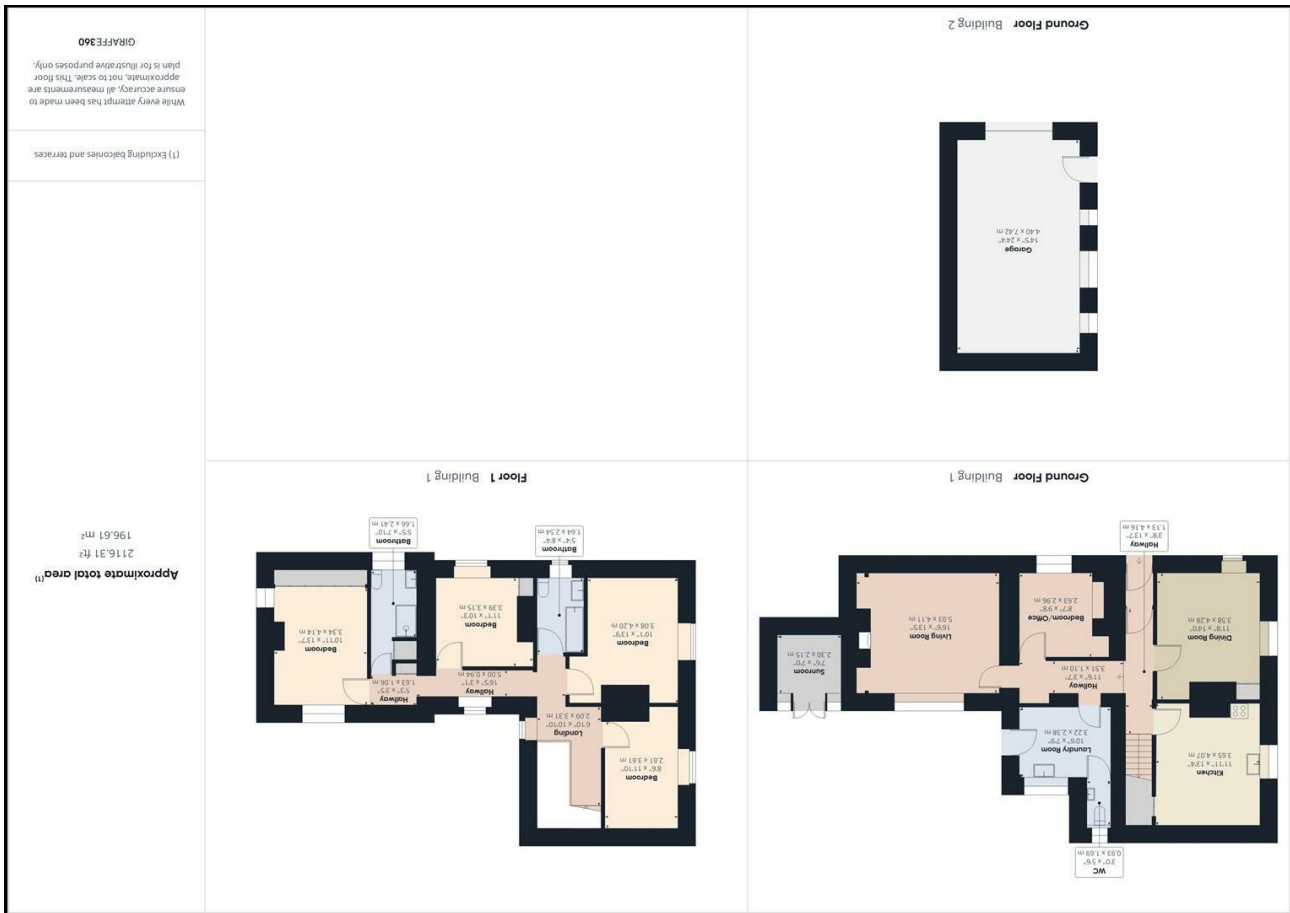 WC
3'0" x 5'6"
0.93 x 1.69 m
Kitchen
11'11" x 13'4"
3.65 x 4.07 m
Laundry Room
10'6" x 7'9"
3.22 x 2.38 m
Hallway
11'6" x 3'7"
3.51 x 1.10 m
Sunroom
7'6" x 7'0"
2.30 x 2.15 m
Dining Room
11'8" x 14'0"
3.58 x 4.28 m
Bedroom/Office
8'7" x 9'8"
2.63 x 2.96 m
Living Room
16'6" x 13'5"
5.03 x 4.11 m
Hallway
3'8" x 13'7"
1.13 x 4.16 m
Ground Floor Building 1
Bedroom
8'6" x 11'10"
2.61 x 3.61 m
Landing
6'10" x 10'10"
2.09 x 3.31 m
Hallway
16'5" x 3'1"
5.00 x 0.94 m
Hallway
5'3" x 3'5"
1.63 x 1.06 m
Bedroom
10'1" x 13'9"
3.08 x 4.20 m
Bedroom
11'1" x 10'3"
3.39 x 3.15 m
Bedroom
10'11" x 13'7"
3.34 x 4.14 m
Bathroom
5'4" x 8'4"
1.64 x 2.54 m
Bathroom
5'5" x 7'10"
1.66 x 2.41 m
Floor 1 Building 1
Garage
14'5" x 24'4"
4.40 x 7.42 m
Ground Floor Building 2
Approximate total area(1)
2116.31 ft²
196.61 m²
(1) Excluding balconies and terraces
While every attempt has been made to
ensure accuracy, all measurements are
approximate, not to scale. This floor
plan is for illustrative purposes only.
GIRAFFE360